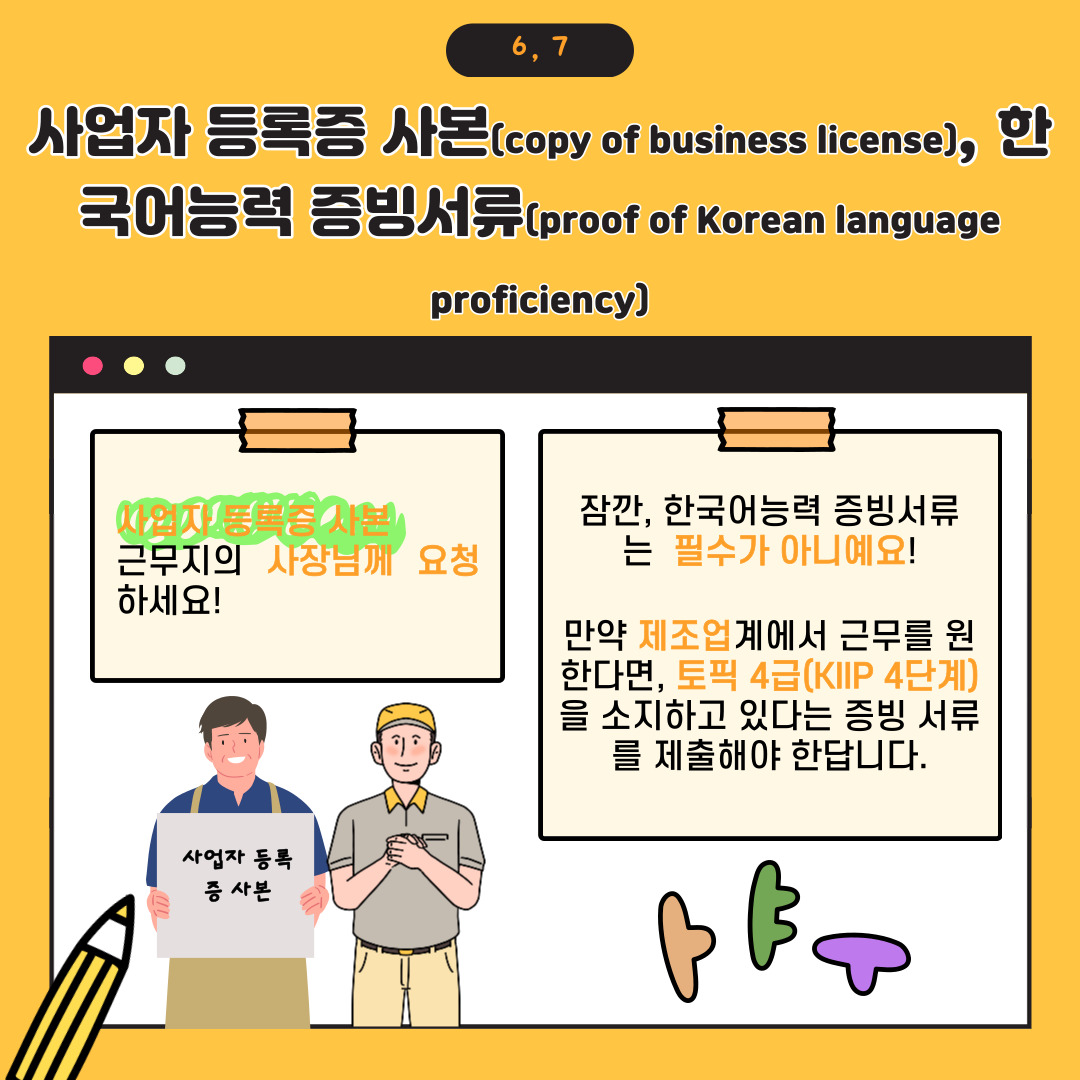 6, 7
사업자 등록증 사본(copy of business license), 한
국어능력 증빙서류(proof of Korean language
proficiency)
사업자 등록증 사본
근무지의 사장님께 요청
하세요!
잠깐, 한국어능력 증빙서류
는 필수가 아니예요!
만약 제조업계에서 근무를 원
한다면, 토픽 4급(KIIP 4단계)
을 소지하고 있다는 증빙 서류
를 제출해야 한답니다.
사업자 등록
증 사본
ㅏ ㅑ ㅜ